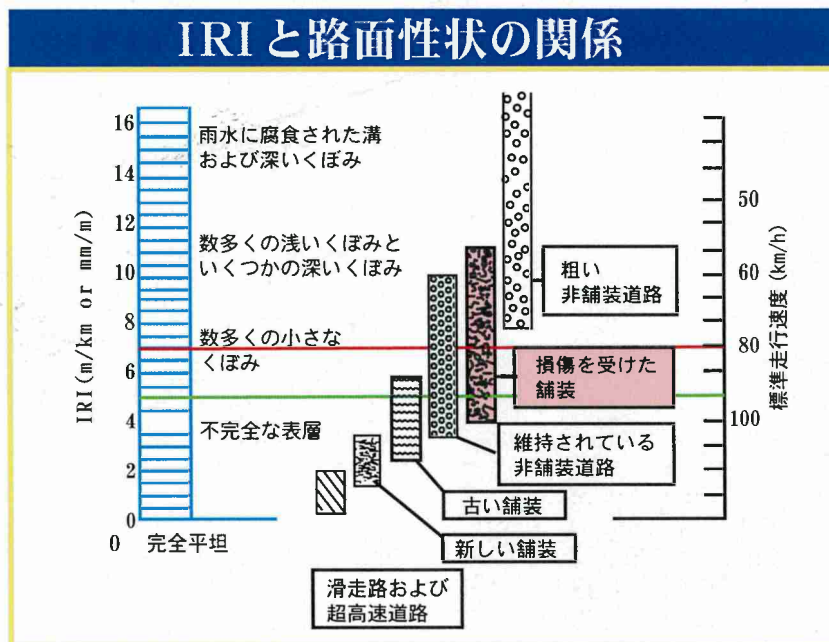 IRIと路面性状の関係
IRI(m/km or mm/m)
16
14
12
10
8
6
4
2
0
0 完全平坦
雨水に腐食された溝
および深いくぼみ
数多くの浅いくぼみと
いくつかの深いくぼみ
数多くの小さな
くぼみ
不完全な表層
粗い
非舗装道路
損傷を受けた
舗装
維持されている
非舗装道路
古い舗装
新しい舗装
滑走路および
超高速道路
50
60
80
100
標準走行速度(km/h)